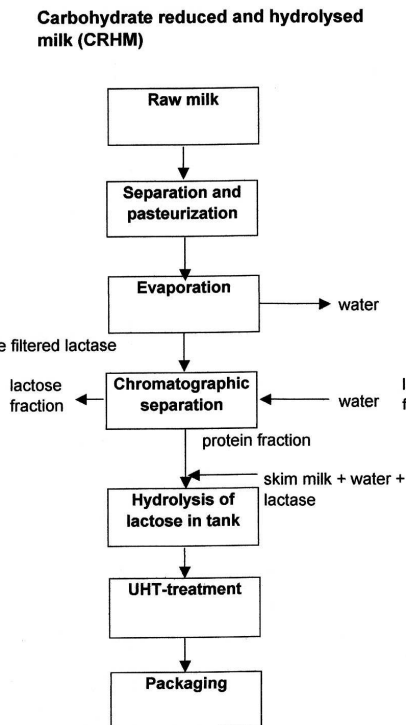 Carbohydrate reduced and hydrolysed
milk (CRHM)
Raw milk
Separation and
pasteurization
Evaporation
water
e filtered lactase
lactose
fraction
Chromatographic
separation
water
l
f
protein fraction
skim milk + water +
lactase
Hydrolysis of
lactose in tank
UHT-treatment
Packaging